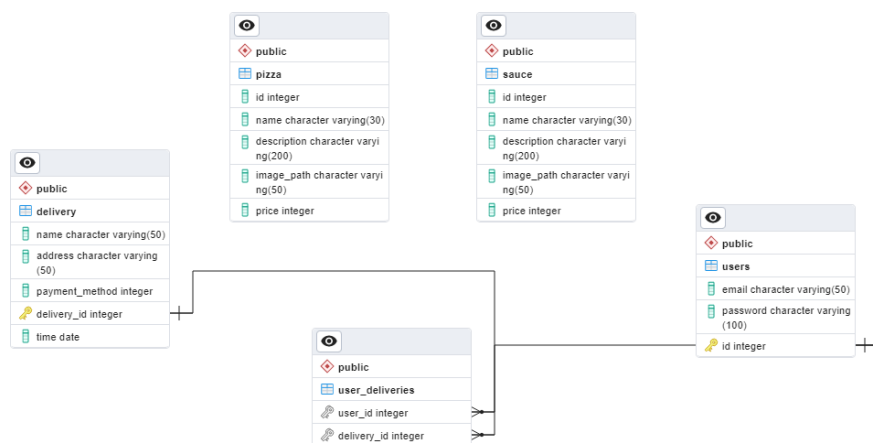 public
pizza
id integer
name character varying(30)
description character varyi
ng(200)
image_path character varyi
ng(50)
price integer
public
sauce
id integer
name character varying(30)
description character varyi
ng(200)
image_path character varyi
ng(50)
price integer
public
delivery
name character varying(50)
address character varying
(50)
payment_method integer
delivery_id integer
time date
public
users
email character varying(50)
password character varying
(100)
id integer
public
user_deliveries
user_id integer
delivery_id integer